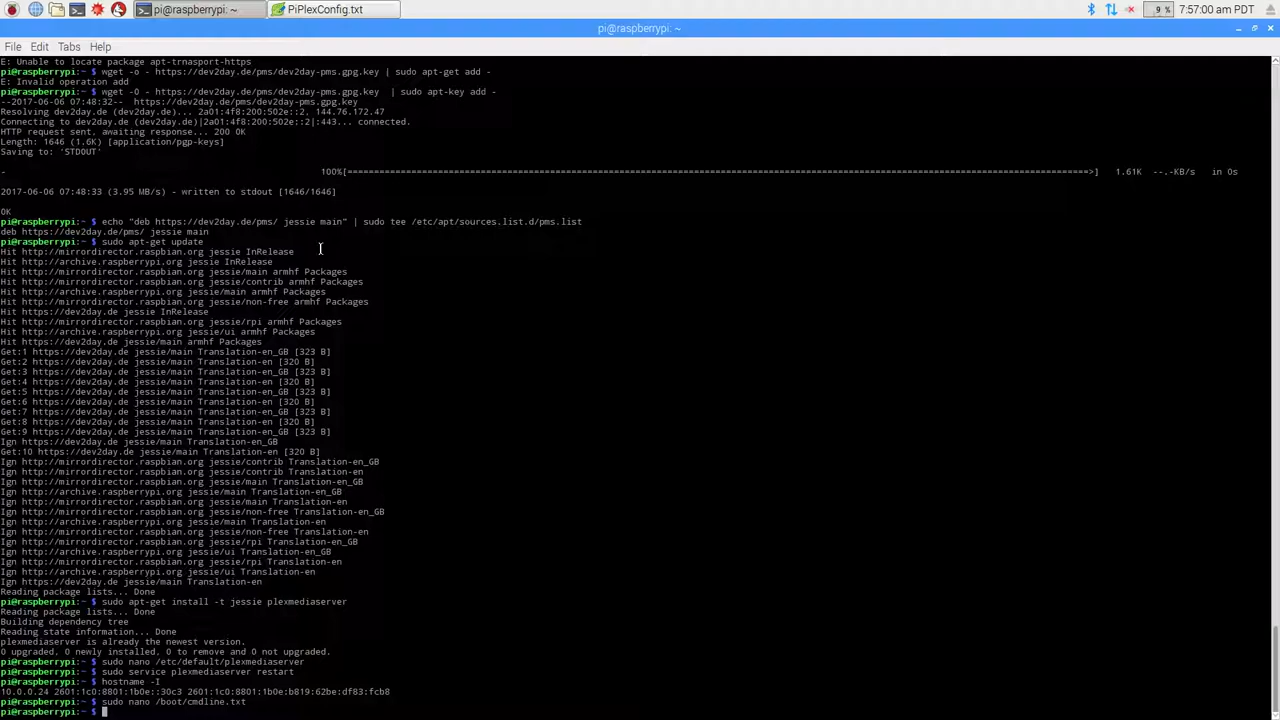 pi@raspberrypi: ~
PiPlexConfig.txt
9 %
7:57:00 am PDT
pi@raspberrypi: ~
File Edit Tabs Help
E: Unable to locate package apt-trnasport-https
pi@raspberrypi:~ $ wget -o - https://dev2day.de/pms/dev2day-pms.gpg.key | sudo apt-get add -
E: Invalid operation add
pi@raspberrypi:~ $ wget -O - https://dev2day.de/pms/dev2day-pms.gpg.key  | sudo apt-key add -
--2017-06-06 07:48:32--  https://dev2day.de/pms/dev2day-pms.gpg.key
Resolving dev2day.de (dev2day.de)... 2a01:4f8:200:502e::2, 144.76.172.47
Connecting to dev2day.de (dev2day.de)|2a01:4f8:200:502e::2|:443... connected.
HTTP request sent, awaiting response... 200 OK
Length: 1646 (1.6K) [application/pgp-keys]
Saving to: ‘STDOUT’
- 100%[==========================================================================================>] 1.61K --.-KB/s in 0s
2017-06-06 07:48:33 (3.95 MB/s) - written to stdout [1646/1646]
OK
pi@raspberrypi:~ $ echo "deb https://dev2day.de/pms/ jessie main" | sudo tee /etc/apt/sources.list.d/pms.list
deb https://dev2day.de/pms/ jessie main
pi@raspberrypi:~ $ sudo apt-get update
Hit http://mirrordirector.raspbian.org jessie InRelease
Hit http://archive.raspberrypi.org jessie InRelease
Hit http://mirrordirector.raspbian.org jessie/main armhf Packages
Hit http://mirrordirector.raspbian.org jessie/contrib armhf Packages
Hit http://archive.raspberrypi.org jessie/main armhf Packages
Hit http://mirrordirector.raspbian.org jessie/non-free armhf Packages
Hit https://dev2day.de jessie InRelease
Hit http://mirrordirector.raspbian.org jessie/rpi armhf Packages
Hit http://archive.raspberrypi.org jessie/ui armhf Packages
Hit https://dev2day.de jessie/main armhf Packages
Get:1 https://dev2day.de jessie/main Translation-en_GB [323 B]
Get:2 https://dev2day.de jessie/main Translation-en [320 B]
Get:3 https://dev2day.de jessie/main Translation-en_GB [323 B]
Get:4 https://dev2day.de jessie/main Translation-en [320 B]
Get:5 https://dev2day.de jessie/main Translation-en_GB [323 B]
Get:6 https://dev2day.de jessie/main Translation-en [320 B]
Get:7 https://dev2day.de jessie/main Translation-en_GB [323 B]
Get:8 https://dev2day.de jessie/main Translation-en [320 B]
Get:9 https://dev2day.de jessie/main Translation-en_GB [323 B]
Ign https://dev2day.de jessie/main Translation-en_GB
Get:10 https://dev2day.de jessie/main Translation-en [320 B]
Ign http://mirrordirector.raspbian.org jessie/contrib Translation-en_GB
Ign http://mirrordirector.raspbian.org jessie/contrib Translation-en
Ign http://mirrordirector.raspbian.org jessie/main Translation-en_GB
Ign http://archive.raspberrypi.org jessie/main Translation-en_GB
Ign http://mirrordirector.raspbian.org jessie/main Translation-en
Ign http://mirrordirector.raspbian.org jessie/non-free Translation-en_GB
Ign http://archive.raspberrypi.org jessie/main Translation-en
Ign http://mirrordirector.raspbian.org jessie/non-free Translation-en
Ign http://mirrordirector.raspbian.org jessie/rpi Translation-en_GB
Ign http://archive.raspberrypi.org jessie/ui Translation-en_GB
Ign http://mirrordirector.raspbian.org jessie/rpi Translation-en
Ign http://archive.raspberrypi.org jessie/ui Translation-en
Ign https://dev2day.de jessie/main Translation-en
Reading package lists... Done
pi@raspberrypi:~ $ sudo apt-get install -t jessie plexmediaserver
Reading package lists... Done
Building dependency tree
Reading state information... Done
plexmediaserver is already the newest version.
0 upgraded, 0 newly installed, 0 to remove and 0 not upgraded.
pi@raspberrypi:~ $ sudo nano /etc/default/plexmediaserver
pi@raspberrypi:~ $ sudo service plexmediaserver restart
pi@raspberrypi:~ $ hostname -I
10.0.0.24 2601:1c0:8801:1b0e::30c3 2601:1c0:8801:1b0e:b819:62be:df83:fcb8
pi@raspberrypi:~ $ sudo nano /boot/cmdline.txt
pi@raspberrypi:~ $